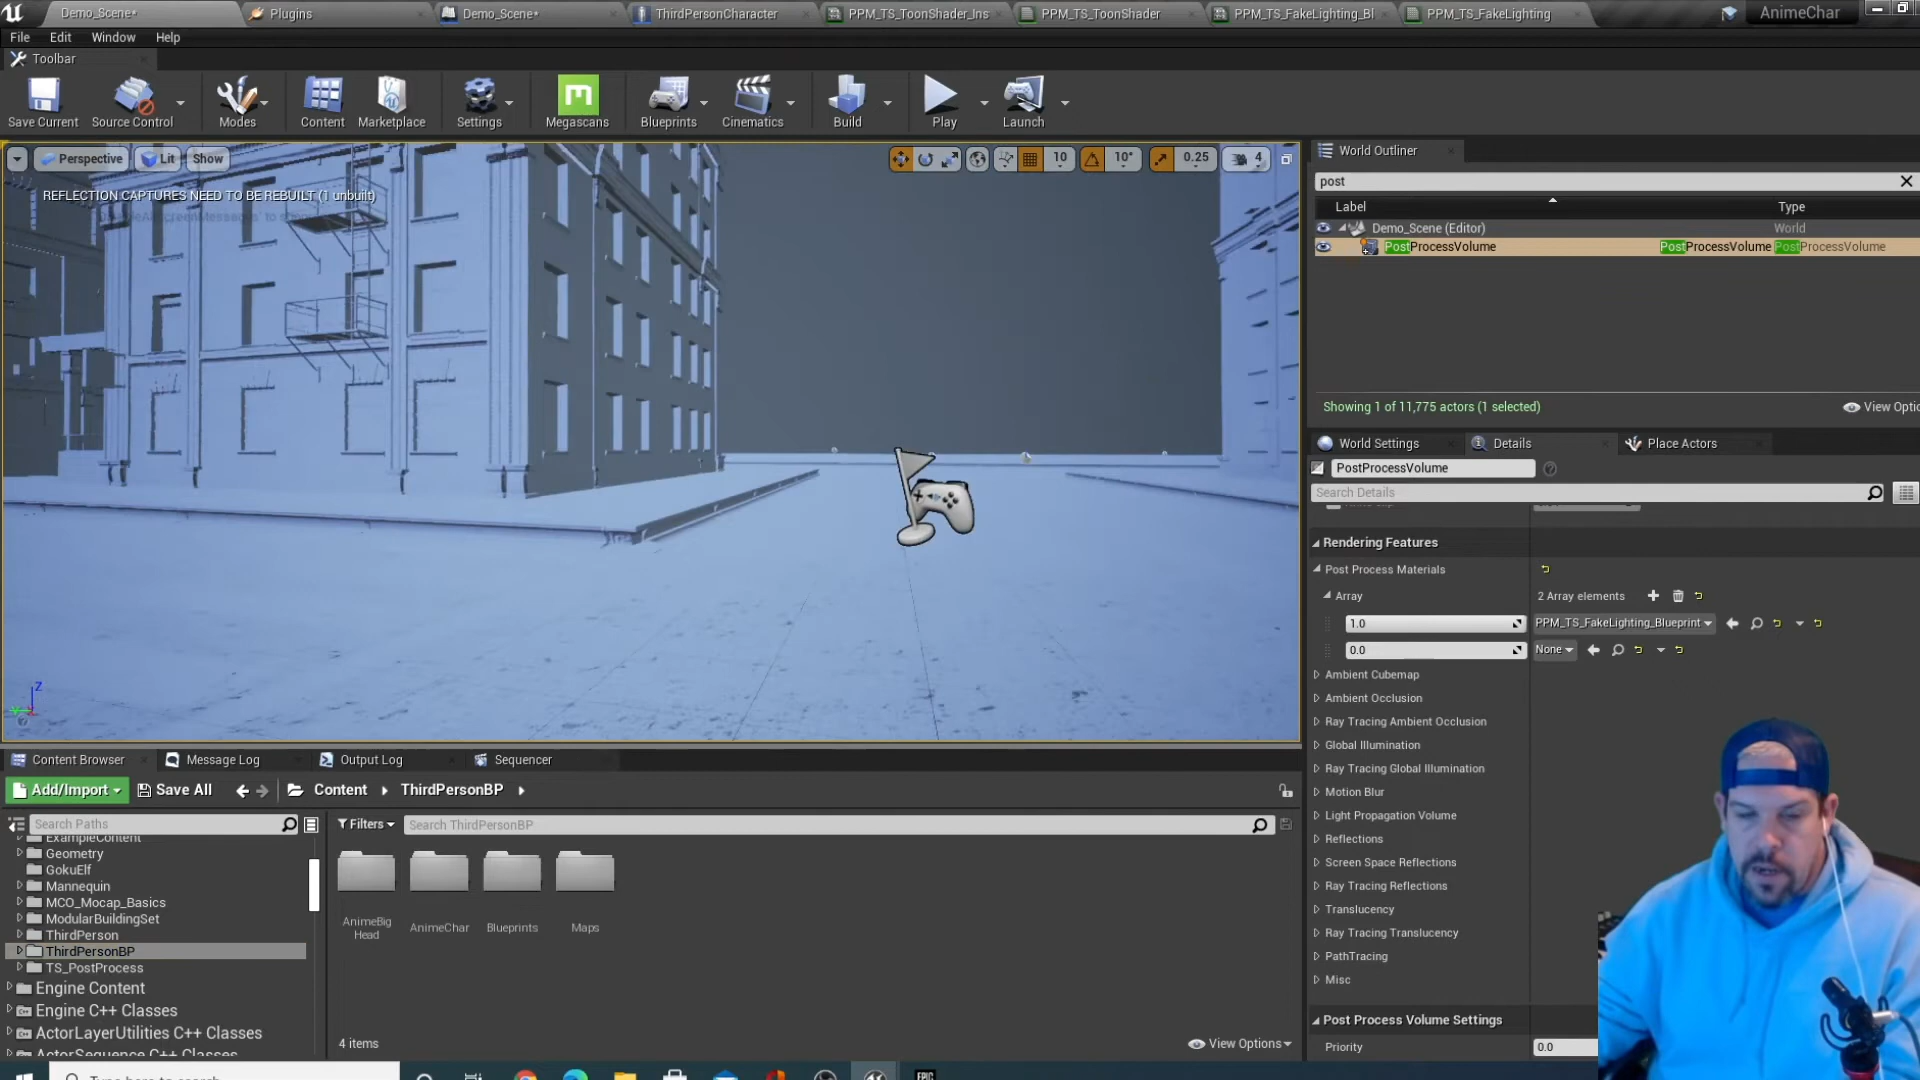 Demo_Scene*
Plugins
Demo_Scene*
ThirdPersonCharacter
PPM_TS_ToonShader_Ins
PPM_TS_ToonShader
PPM_TS_FakeLighting_Bl
PPM_TS_FakeLighting
AnimeChar
File Edit Window Help
Toolbar
Save Current
Source Control
Modes
Content
Marketplace
Settings
Megascans
Blueprints
Cinematics
Build
Play
Launch
Perspective
Lit
Show
10
10°
0.25
4
REFLECTION CAPTURES NEED TO BE REBUILT (1 unbuilt)
World Outliner
post
Label
Type
Demo_Scene (Editor)
World
PostProcessVolume
PostProcessVolume PostProcessVolume
Showing 1 of 11,775 actors (1 selected)
View Optio
World Settings
Details
Place Actors
PostProcessVolume
Search Details
Rendering Features
Post Process Materials
Array
2 Array elements
1.0
PPM_TS_FakeLighting_Blueprint
0.0
None
Ambient Cubemap
Ambient Occlusion
Ray Tracing Ambient Occlusion
Global Illumination
Ray Tracing Global Illumination
Motion Blur
Light Propagation Volume
Reflections
Screen Space Reflections
Ray Tracing Reflections
Translucency
Ray Tracing Translucency
PathTracing
Misc
Post Process Volume Settings
Priority
0.0
Z
Content Browser
Message Log
Output Log
Sequencer
Add/Import
Save All
Content
ThirdPersonBP
Search Paths
Filters
Search ThirdPersonBP
ExampleContent
Geometry
GokuElf
Mannequin
MCO_Mocap_Basics
ModularBuildingSet
ThirdPerson
ThirdPersonBP
TS_PostProcess
Engine Content
Engine C++ Classes
ActorLayerUtilities C++ Classes
ActorSequence C++ Classes
AnimeBig
Head
AnimeChar
Blueprints
Maps
4 items
View Options
Type here to search
EPIC